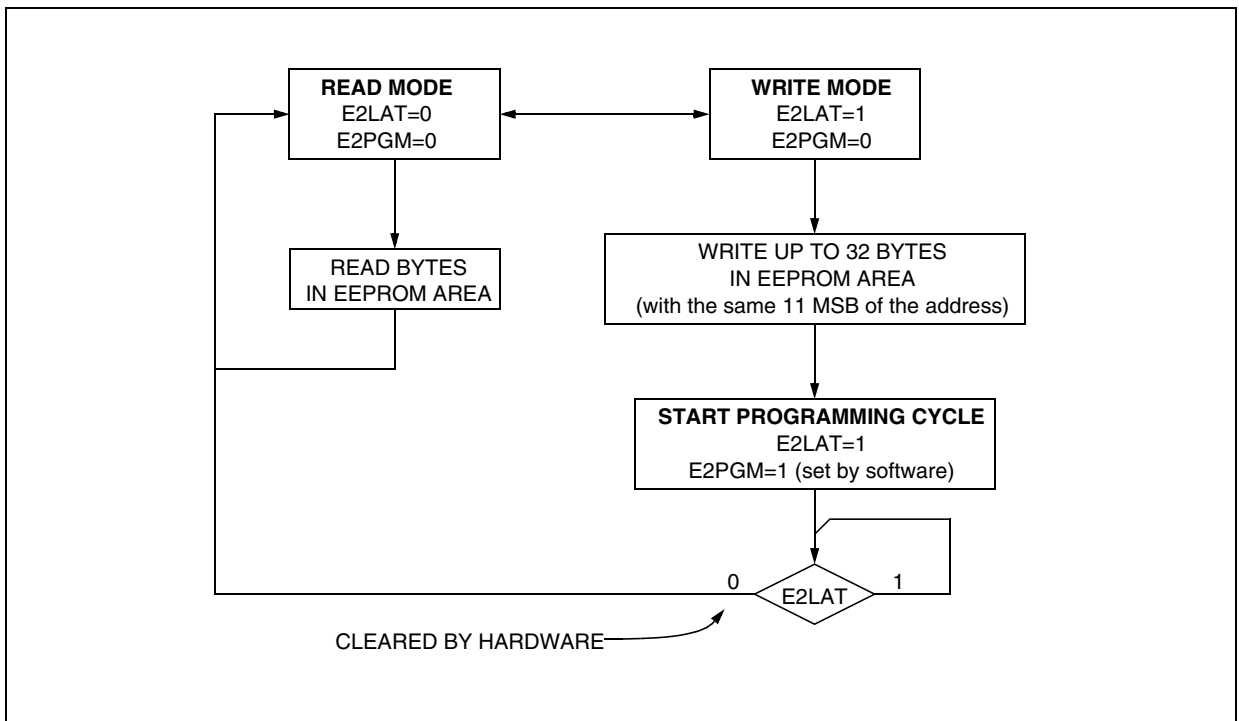 READ MODE
E2LAT=0
E2PGM=0
WRITE MODE
E2LAT=1
E2PGM=0
READ BYTES
IN EEPROM AREA
WRITE UP TO 32 BYTES
IN EEPROM AREA
(with the same 11 MSB of the address)
START PROGRAMMING CYCLE
E2LAT=1
E2PGM=1 (set by software)
0
E2LAT
1
CLEARED BY HARDWARE